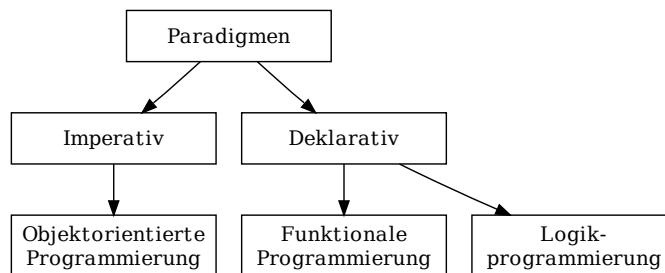 Paradigmen
Imperativ
Deklarativ
Objektorientierte
Programmierung
Funktionale
Programmierung
Logik-
programmierung